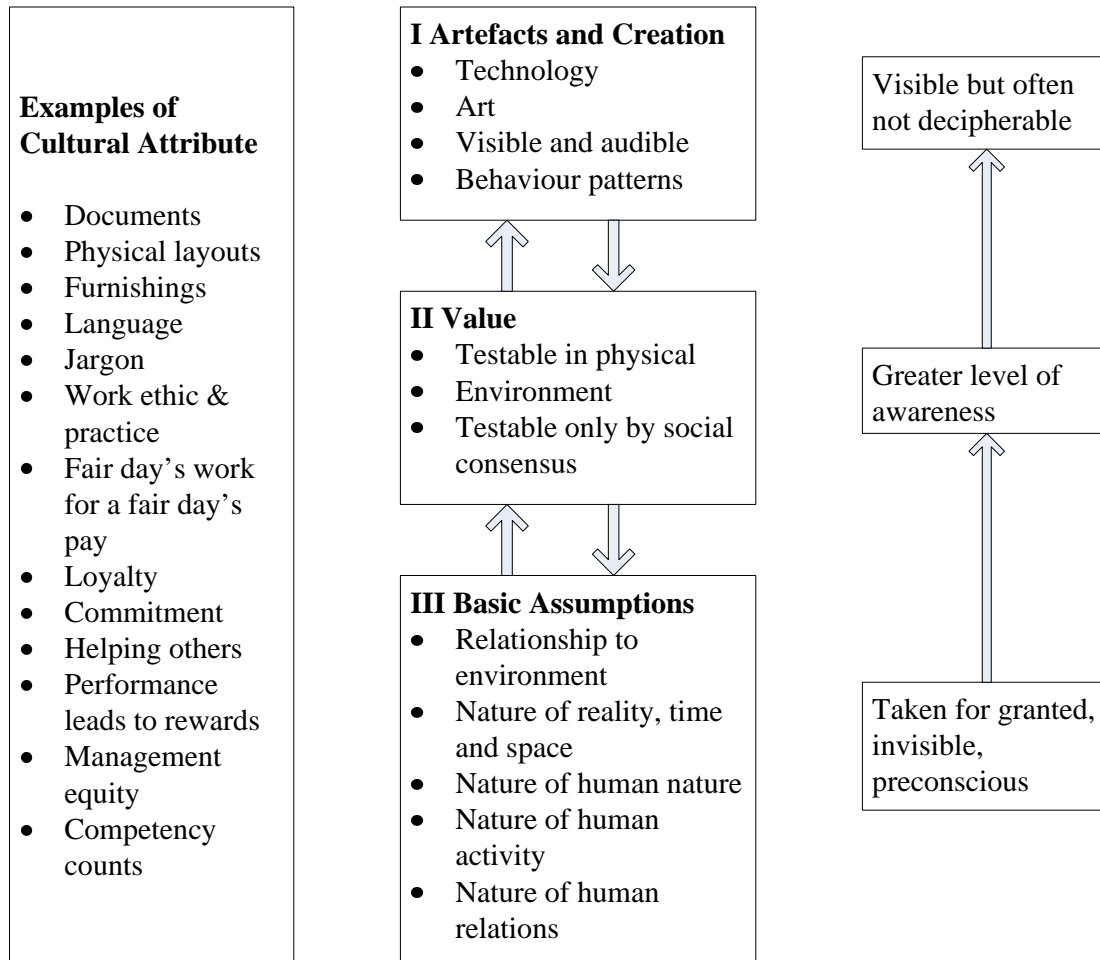 Examples of
Cultural Attribute
• Documents
• Physical layouts
• Furnishings
• Language
• Jargon
• Work ethic &
practice
• Fair day’s work
for a fair day’s
pay
• Loyalty
• Commitment
• Helping others
• Performance
leads to rewards
• Management
equity
• Competency
counts
I Artefacts and Creation
• Technology
• Art
• Visible and audible
• Behaviour patterns
II Value
• Testable in physical
• Environment
• Testable only by social
consensus
III Basic Assumptions
• Relationship to
environment
• Nature of reality, time
and space
• Nature of human nature
• Nature of human
activity
• Nature of human
relations
Visible but often
not decipherable
Greater level of
awareness
Taken for granted,
invisible,
preconscious